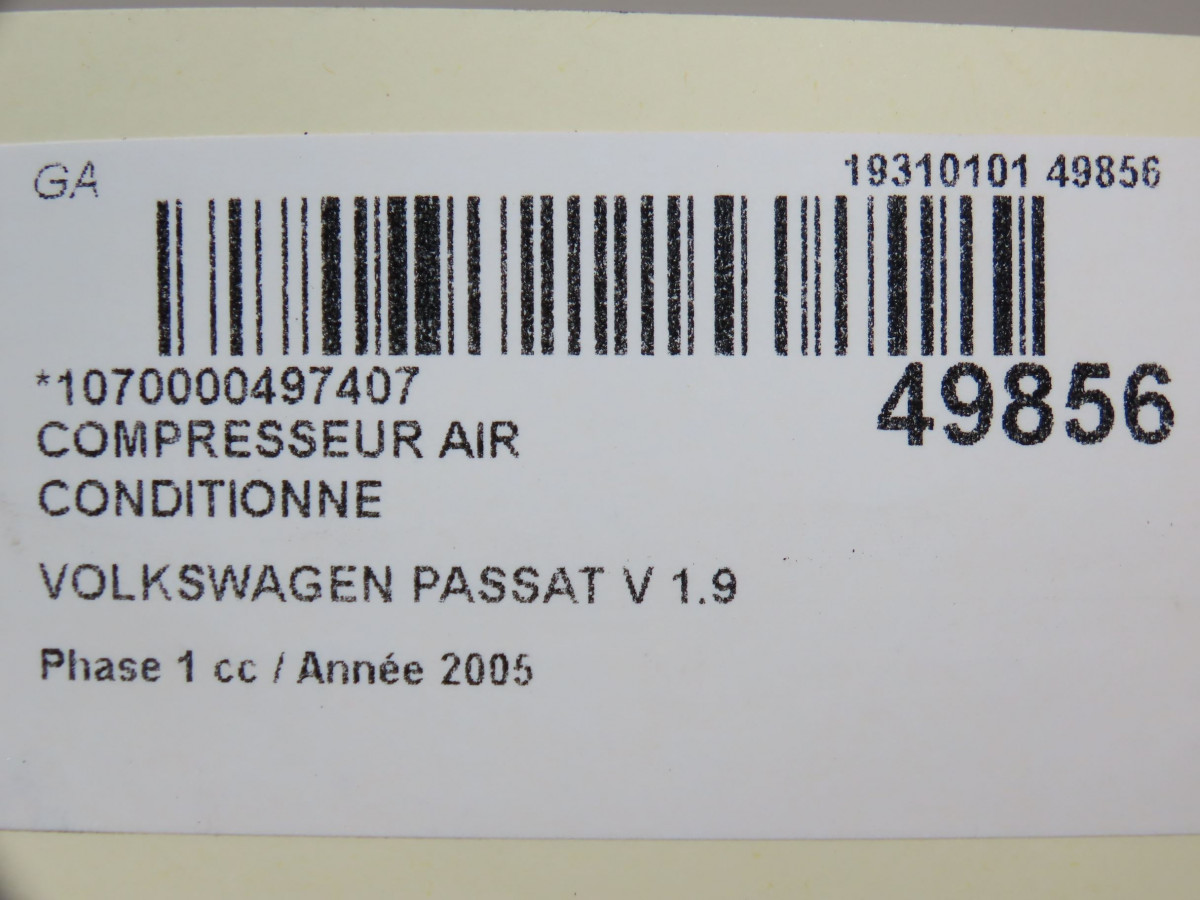 GA
19310101 49856
*1070000497407
49856
COMPRESSEUR AIR
CONDITIONNE
VOLKSWAGEN PASSAT V 1.9
Phase 1 cc / Année 2005